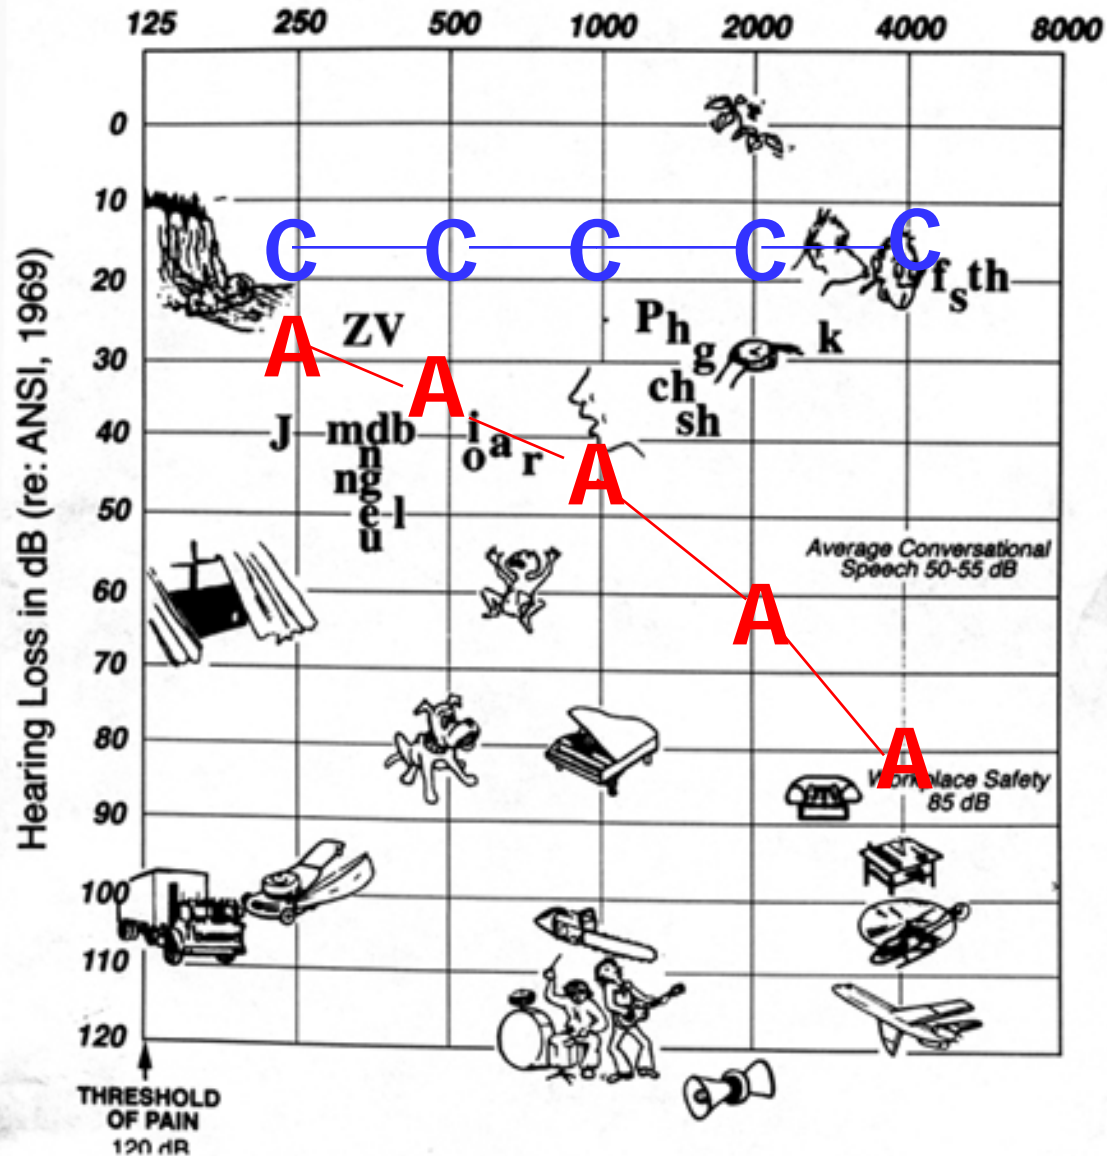 125 250 500 1000 2000 4000 8000
Hearing Loss in dB (re: ANSI, 1969)
0
10
C C C C C
20
f s th
ZV
P h g
k
30
A
A
ch
sh
40
J
mdb
n
i a
o r
A
ng
50
e l
u
Average Conversational
Speech 50-55 dB
60
A
70
80
A
Workplace Safety
85 dB
90
100
110
120
THRESHOLD
OF PAIN
120 dB